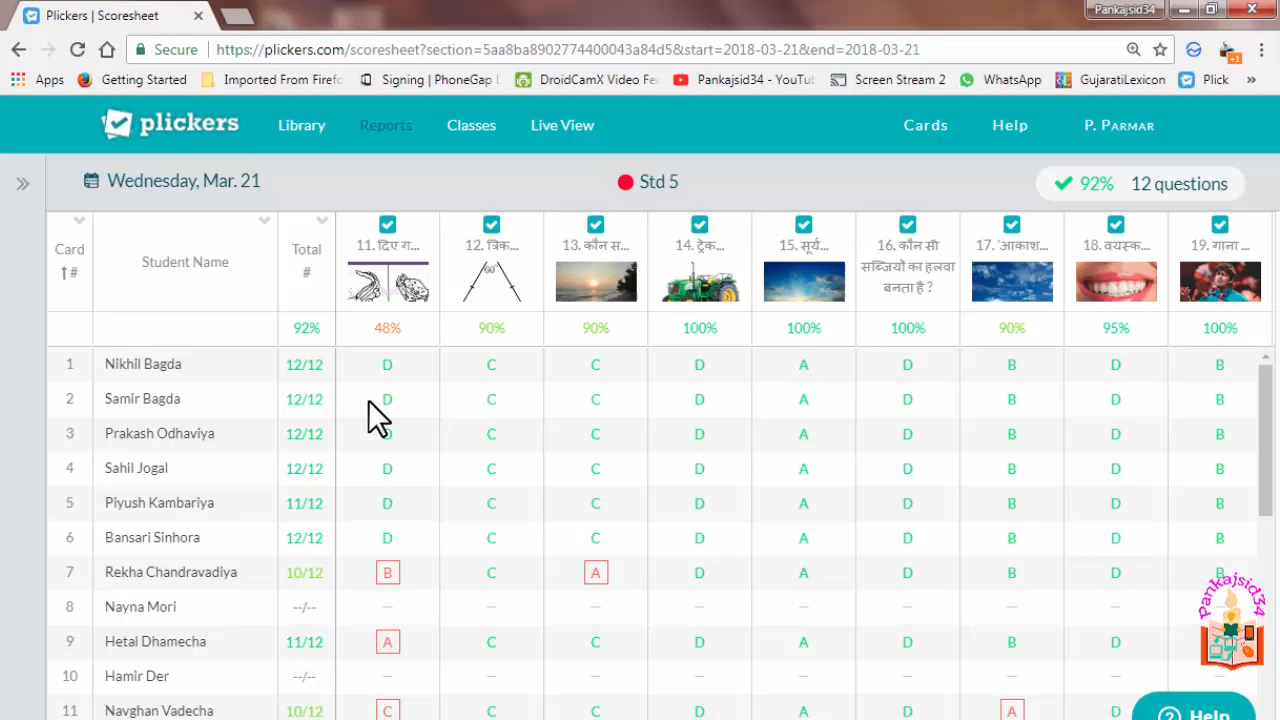 Plickers | Scoresheet
Pankajsid34
Secure
https://plickers.com/scoresheet?section=5aa8ba8902774400043a84d5&start=2018-03-21&end=2018-03-21
Apps Getting Started Imported From Firefo Signing | PhoneGap DroidCamX Video Fe Pankajsid34 - YouTu Screen Stream 2 WhatsApp GujaratiLexicon Plick »
plickers Library Reports Classes Live View Cards Help P. PARMAR
Wednesday, Mar. 21 Std 5 92% 12 questions
Card # Student Name Total # 11. दिए ग... 12. त्रिक... 13. कौन स... 14. ट्रेक... 15. सूर्य... 16. कौन सी सब्जियों का हलवा बनता है ? 17. 'आकाश... 18. वयस्क... 19. गाना ...
60°
92% 48% 90% 90% 100% 100% 100% 90% 95% 100%
1 Nikhil Bagda 12/12 D C C D A D B D B
2 Samir Bagda 12/12 D C C D A D B D B
3 Prakash Odhaviya 12/12 D C C D A D B D B
4 Sahil Jogal 12/12 D C C D A D B D B
5 Piyush Kambariya 11/12 D C C D A D B D B
6 Bansari Sinhora 12/12 D C C D A D B D B
7 Rekha Chandravadiya 10/12 B C A D A D B D B
8 Nayna Mori --/-- – – – – – – – – –
9 Hetal Dhamecha 11/12 A C C D A D B D
10 Hamir Der --/-- – – – – – – – – –
11 Navghan Vadecha 10/12 C C C D A D A D
Pankajsid34
Help